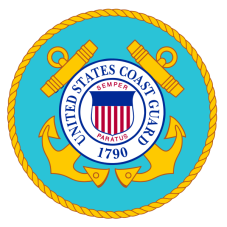 UNITED STATES COAST GUARD
SEMPER
PARATUS
1790